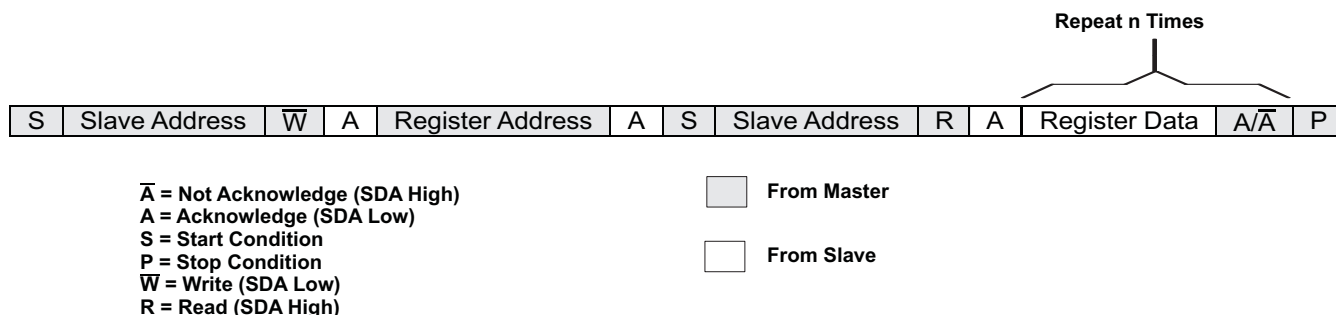 Repeat n Times
S Slave Address W̅ A Register Address A S Slave Address R A Register Data A/A̅ P
A̅ = Not Acknowledge (SDA High)
A = Acknowledge (SDA Low)
S = Start Condition
P = Stop Condition
W̅ = Write (SDA Low)
R = Read (SDA High)
From Master
From Slave